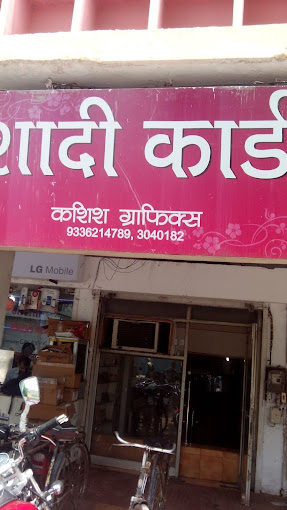 शादी कार्ड
कशिश ग्राफिक्स
9336214789, 3040182
LG Mobile